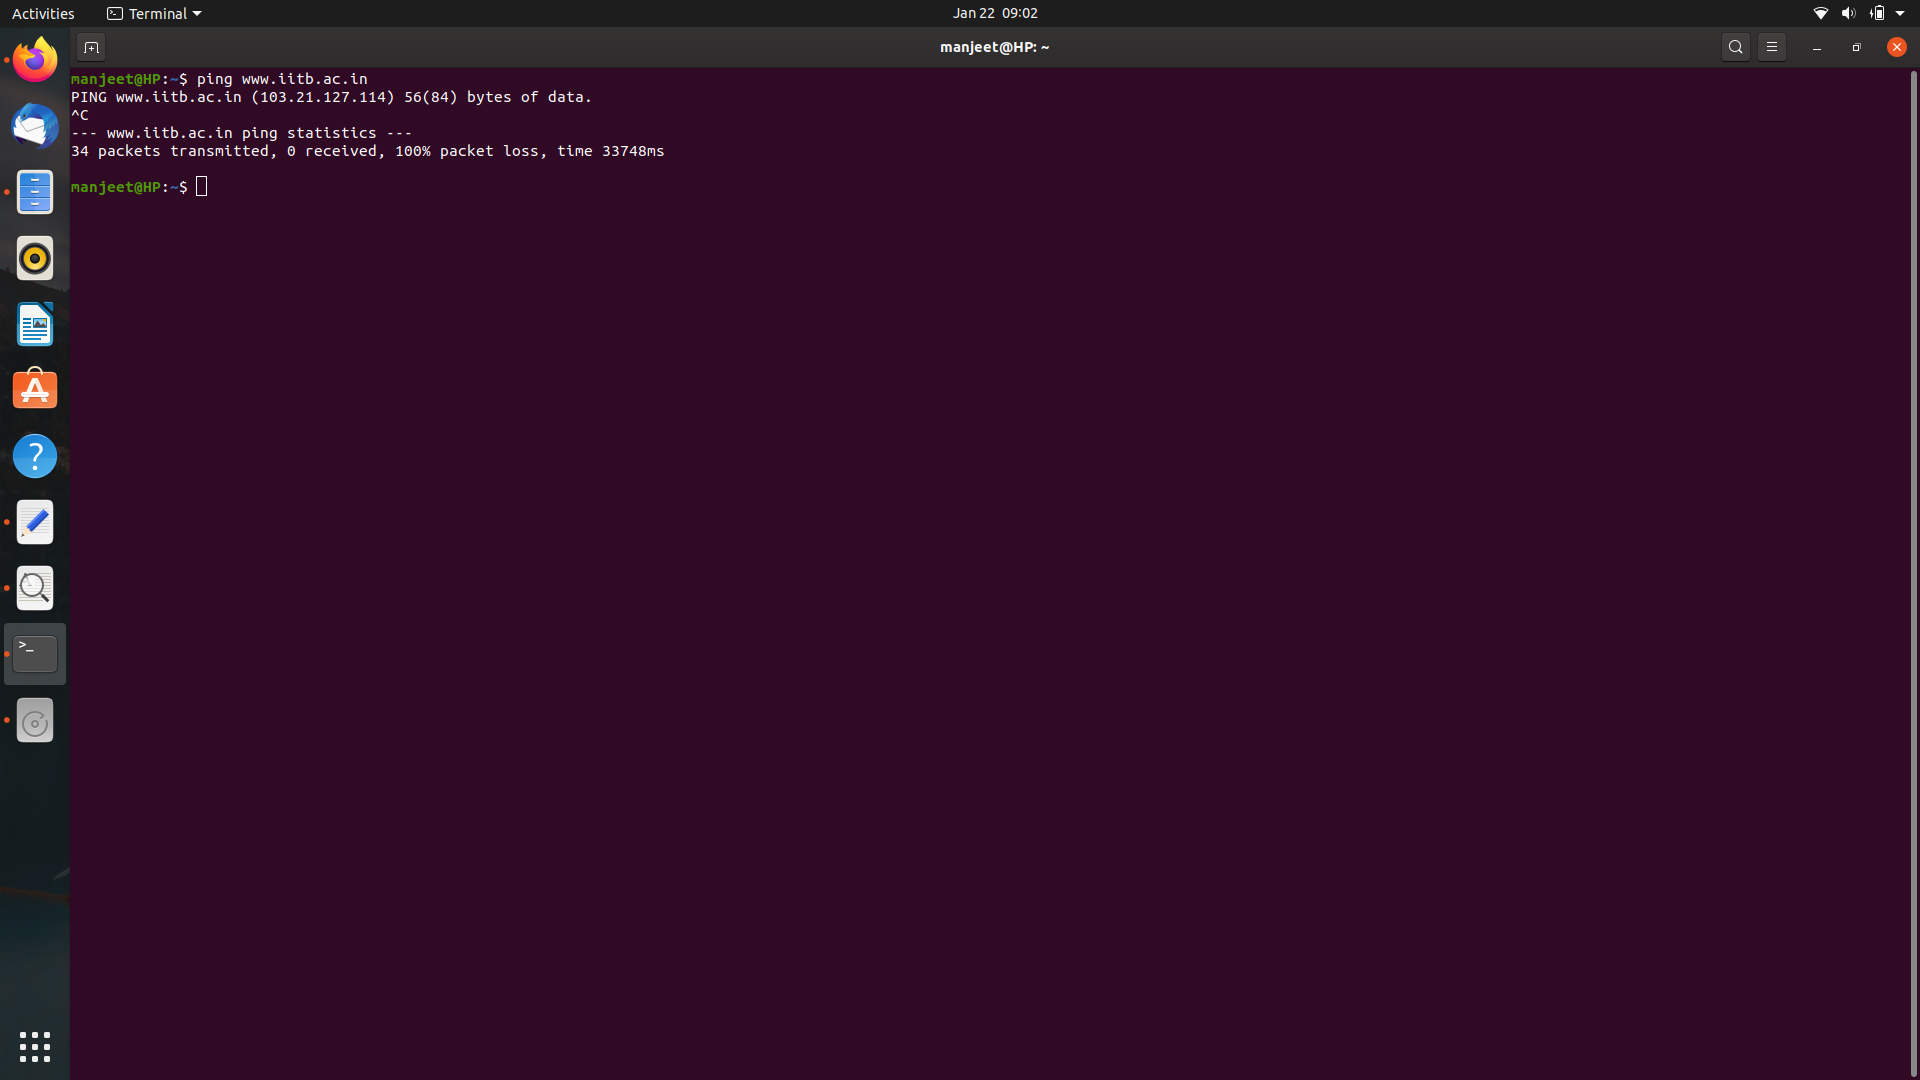 Activities
Terminal
Jan 22 09:02
manjeet@HP: ~
manjeet@HP:~$ ping www.iitb.ac.in
PING www.iitb.ac.in (103.21.127.114) 56(84) bytes of data.
^C
--- www.iitb.ac.in ping statistics ---
34 packets transmitted, 0 received, 100% packet loss, time 33748ms
manjeet@HP:~$